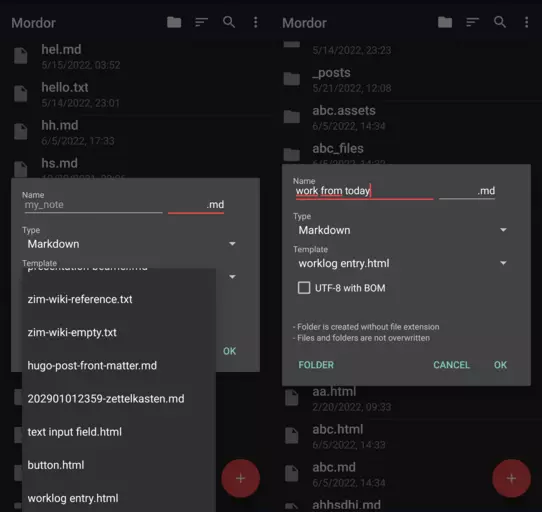 Mordor
hel.md
5/15/2022, 03:52
hello.txt
5/14/2022, 23:01
hh.md
6/5/2022, 17:33
hs.md
Name
my_note
.md
Type
Markdown
Template
presentation-beamer.md
zim-wiki-reference.txt
zim-wiki-empty.txt
hugo-post-front-matter.md
202901012359-zettelkasten.md
text input field.html
button.html
worklog entry.html
OK
Mordor
5/14/2022, 23:23
_posts
5/21/2022, 12:08
abc.assets
6/5/2022, 14:34
abc_files
6/5/2022, 14:34
Name
work from today
.md
Type
Markdown
Template
worklog entry.html
UTF-8 with BOM
- Folder is created without file extension
- Files and folders are not overwritten
FOLDER
CANCEL
OK
aa.html
2/20/2022, 09:33
abc.html
6/5/2022, 14:33
abc.md
6/5/2022, 14:33
ahhsdhi.md